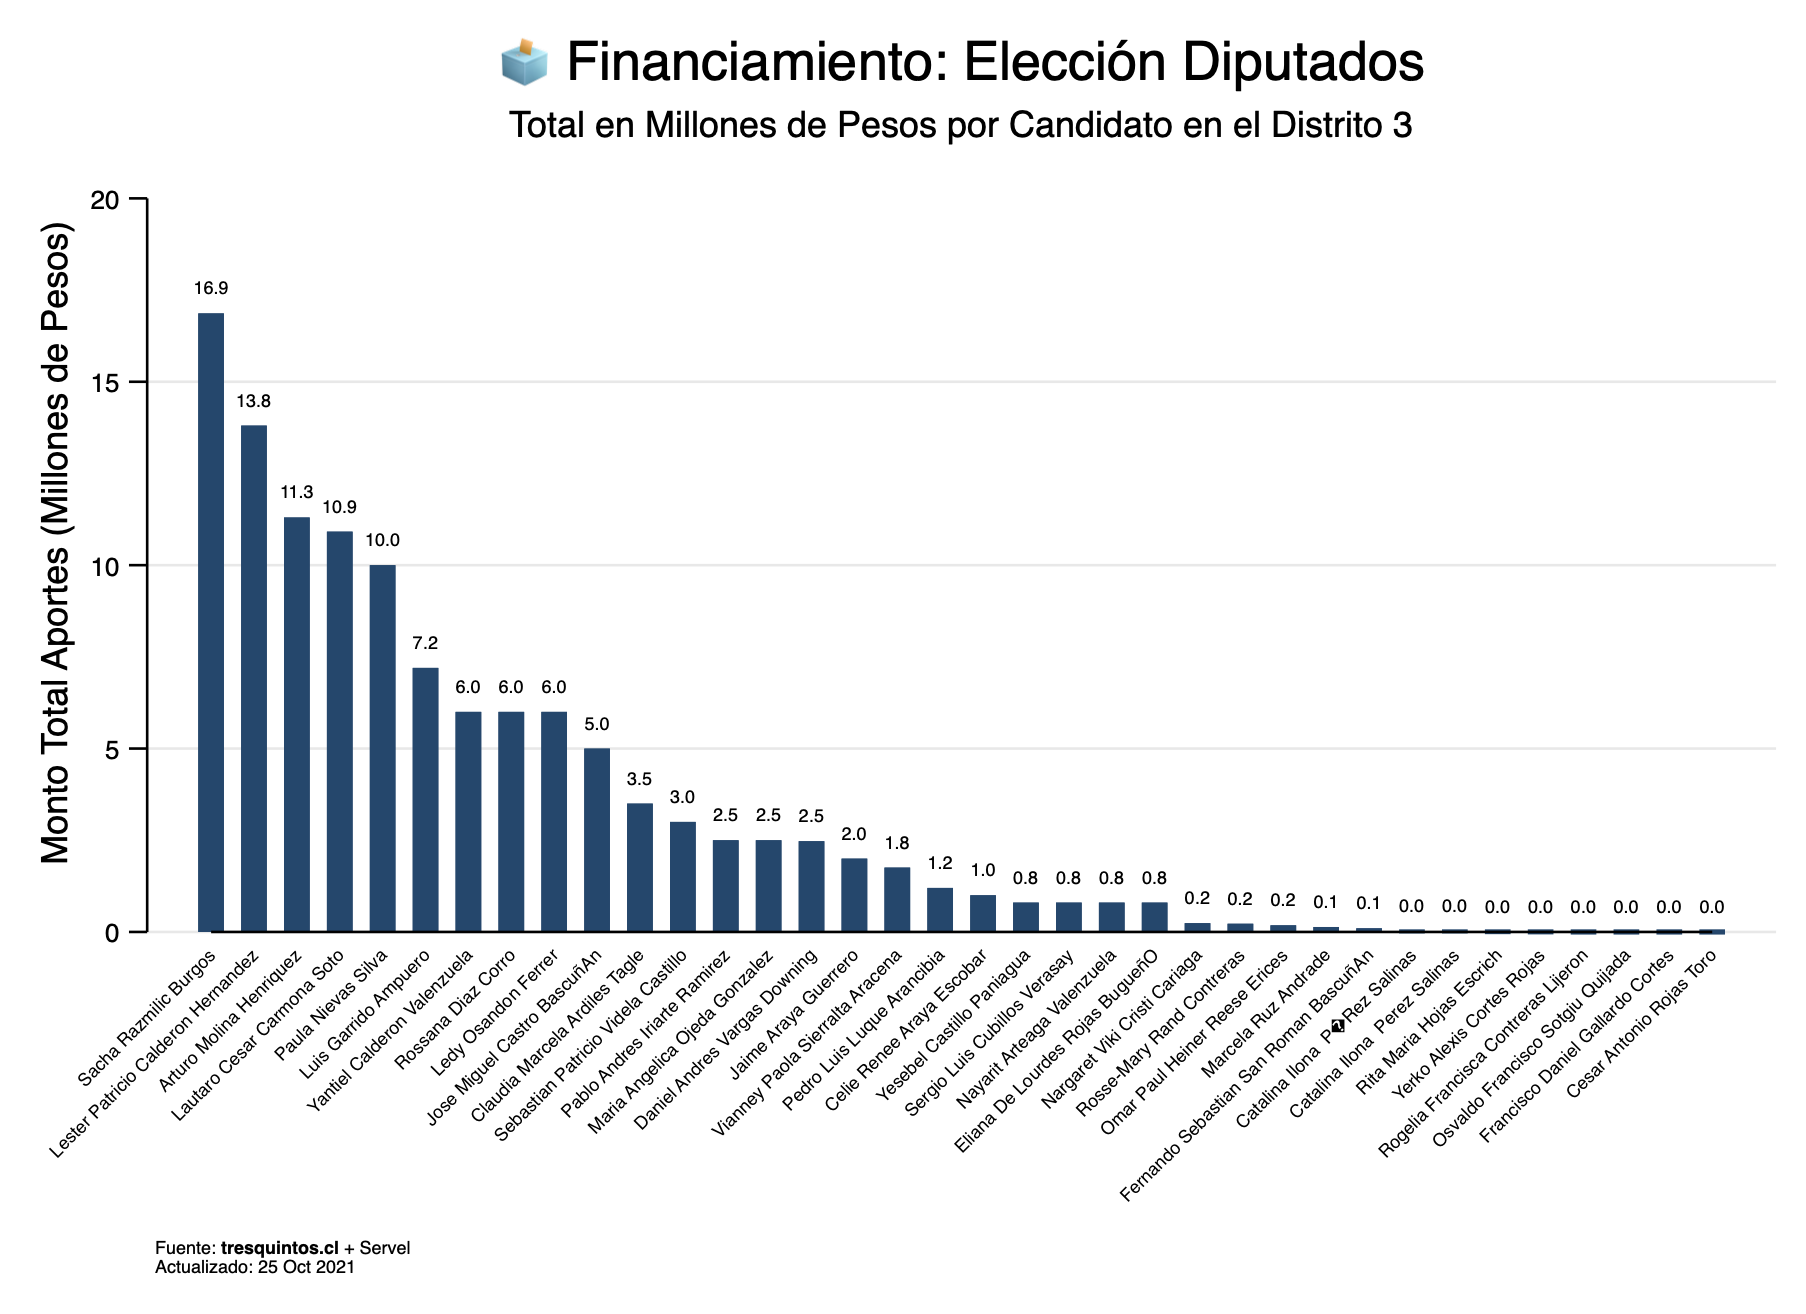 Financiamiento: Elección Diputados
Total en Millones de Pesos por Candidato en el Distrito 3
Monto Total Aportes (Millones de Pesos)
20
15
10
5
0
16.9
13.8
11.3
10.9
10.0
7.2
6.0
6.0
6.0
5.0
3.5
3.0
2.5
2.5
2.5
2.0
1.8
1.2
1.0
0.8
0.8
0.8
0.8
0.2
0.2
0.2
0.1
0.1
0.0
0.0
0.0
0.0
0.0
0.0
0.0
0.0
Sacha Razmilic Burgos
Lester Patricio Calderon Hernandez
Arturo Molina Henriquez
Lautaro Cesar Carmona Soto
Paula Nievas Silva
Luis Garrido Ampuero
Yantiel Calderon Valenzuela
Rossana Diaz Corro
Ledy Osandon Ferrer
Jose Miguel Castro BascuñAn
Claudia Marcela Ardiles Tagle
Sebastian Patricio Videla Castillo
Pablo Andres Iriarte Ramirez
Maria Angelica Ojeda Gonzalez
Daniel Andres Vargas Downing
Jaime Araya Guerrero
Vianney Paola Sierralta Aracena
Pedro Luis Luque Arancibia
Celie Renee Araya Escobar
Yesebel Castillo Paniagua
Sergio Luis Cubillos Verasay
Nayarit Arteaga Valenzuela
Eliana De Lourdes Rojas BugueñO
Nargaret Viki Cristi Cariaga
Rosse-Mary Rand Contreras
Omar Paul Heiner Reese Erices
Marcela Ruz Andrade
Fernando Sebastian San Roman BascuñAn
Catalina Ilona P�Rez Salinas
Catalina Ilona Perez Salinas
Rita Maria Hojas Escrich
Yerko Alexis Cortes Rojas
Rogelia Francisca Contreras Lijeron
Osvaldo Francisco Sotgiu Quijada
Francisco Daniel Gallardo Cortes
Cesar Antonio Rojas Toro
Fuente: tresquintos.cl + Servel
Actualizado: 25 Oct 2021